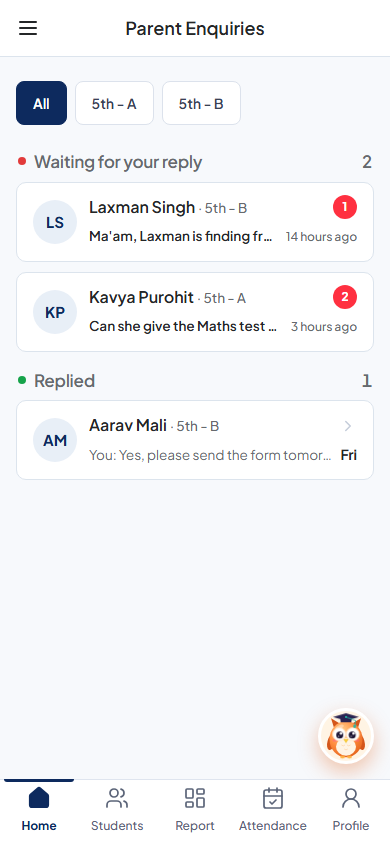 Parent Enquiries
All
5th - A
5th - B
Waiting for your reply 2
LS
Laxman Singh · 5th - B 1
Ma'am, Laxman is finding fr... 14 hours ago
KP
Kavya Purohit · 5th - A 2
Can she give the Maths test ... 3 hours ago
Replied 1
AM
Aarav Mali · 5th - B
You: Yes, please send the form tomor... Fri
Home Students Report Attendance Profile